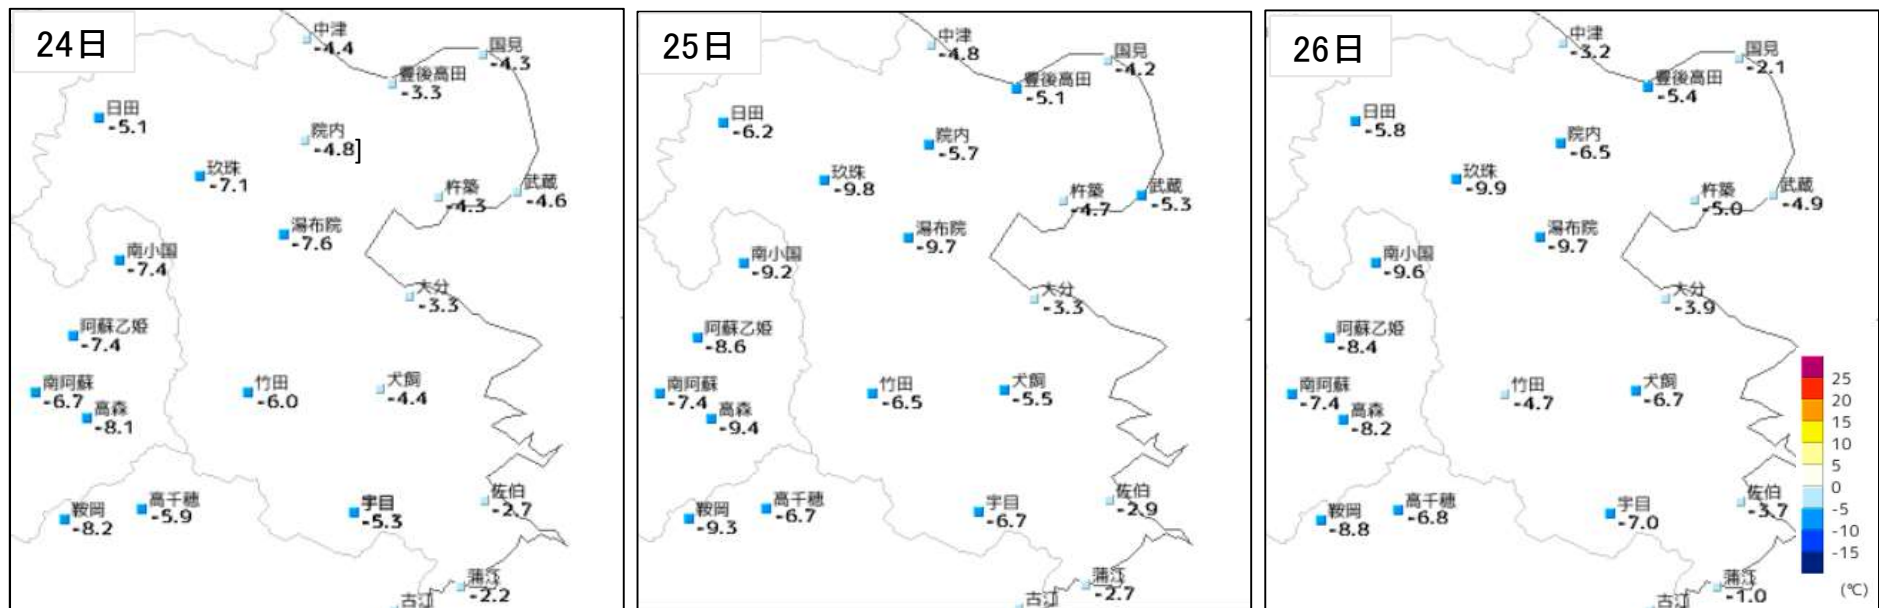 24日
中津
-4.4
国見
-4.3
豊後高田
-3.3
日田
-5.1
院内
-4.8]
玖珠
-7.1
杵築
-4.3
武蔵
-4.6
湯布院
-7.6
南小国
-7.4
大分
-3.3
阿蘇乙姫
-7.4
南阿蘇
-6.7
竹田
-6.0
犬飼
-4.4
高森
-8.1
鞍岡
-8.2
高千穂
-5.9
宇目
-5.3
佐伯
-2.7
蒲江
-2.2
古江
25日
中津
-4.8
国見
-4.2
豊後高田
-5.1
日田
-6.2
院内
-5.7
玖珠
-9.8
杵築
-4.7
武蔵
-5.3
湯布院
-9.7
南小国
-9.2
大分
-3.3
阿蘇乙姫
-8.6
南阿蘇
-7.4
竹田
-6.5
犬飼
-5.5
高森
-9.4
鞍岡
-9.3
高千穂
-6.7
宇目
-6.7
佐伯
-2.9
蒲江
-2.7
古江
26日
中津
-3.2
国見
-2.1
豊後高田
-5.4
日田
-5.8
院内
-6.5
玖珠
-9.9
杵築
-5.0
武蔵
-4.9
湯布院
-9.7
南小国
-9.6
大分
-3.9
阿蘇乙姫
-8.4
南阿蘇
-7.4
竹田
-4.7
犬飼
-6.7
高森
-8.2
鞍岡
-8.8
高千穂
-6.8
宇目
-7.0
佐伯
-3.7
蒲江
-1.0
古江
25
20
15
10
5
0
-5
-10
-15
(℃)